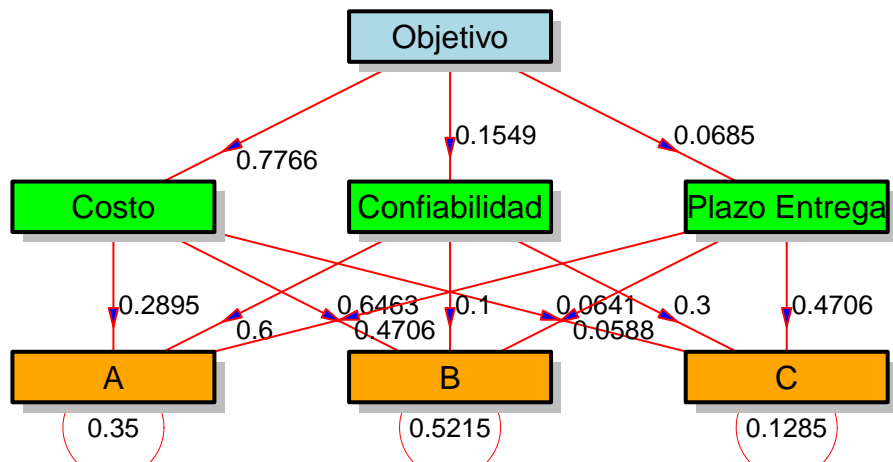 Objetivo
0.7766
0.1549
0.0685
Costo
Confiabilidad
Plazo Entrega
0.2895
0.6463
0.1
0.0641
0.3
0.4706
0.6
0.4706
0.0588
A
B
C
0.35
0.5215
0.1285